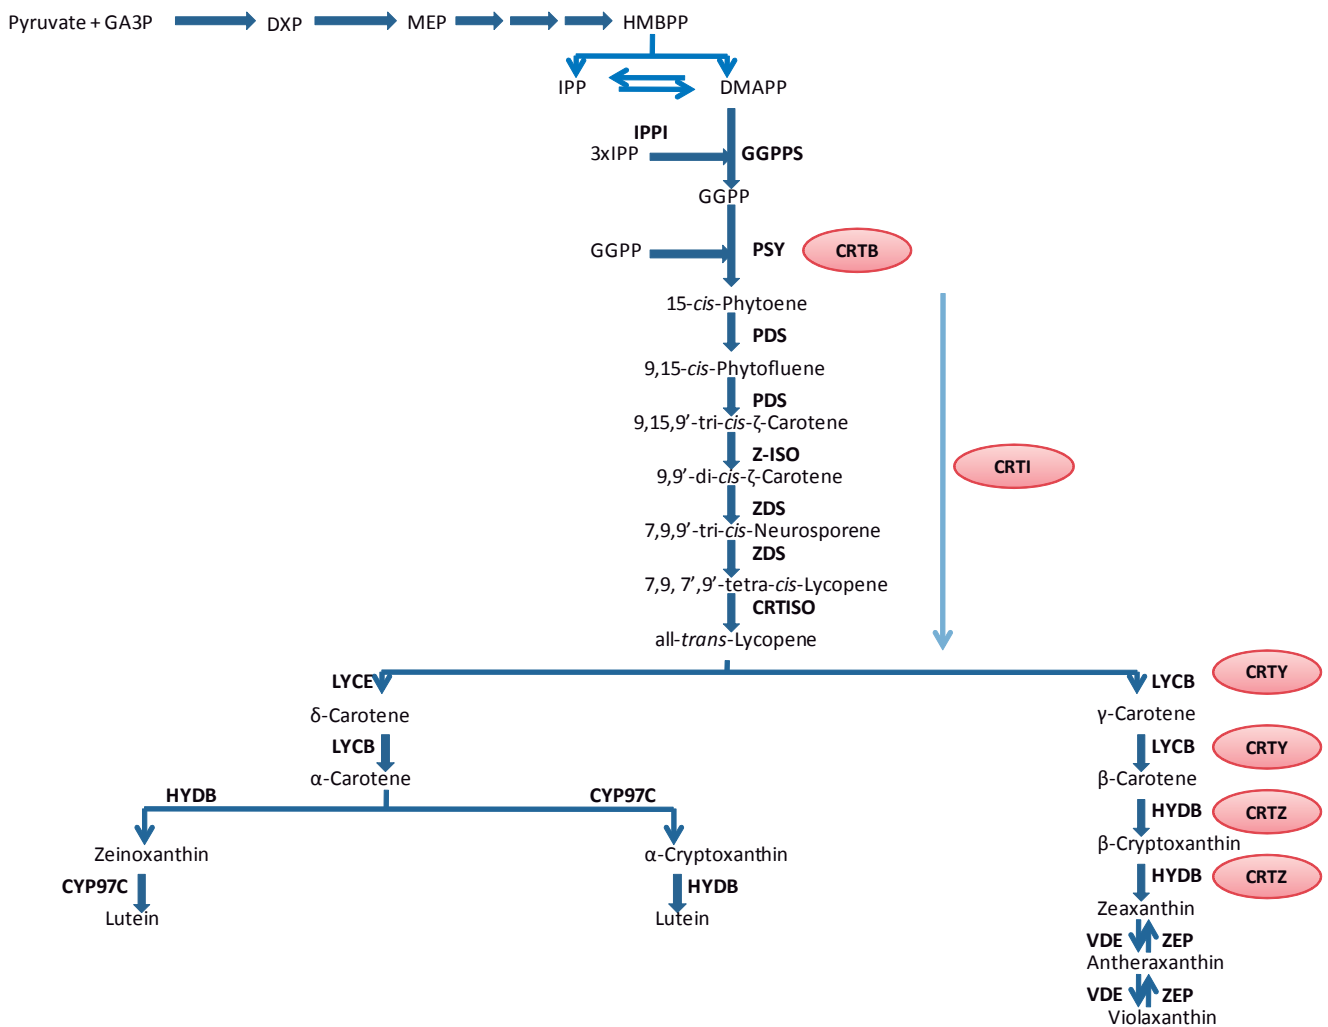 Pyruvate + GA3P DXP MEP HMBPP
IPP DMAPP
IPPI
3xIPP GGPPS
GGPP
GGPP PSY CRTB
15-cis-Phytoene
PDS
9,15-cis-Phytofluene
PDS
9,15,9’-tri-cis-ζ-Carotene
Z-ISO
CRTI
9,9’-di-cis-ζ-Carotene
ZDS
7,9,9’-tri-cis-Neurosporene
ZDS
7,9, 7’,9’-tetra-cis-Lycopene
CRTISO
all-trans-Lycopene
LYCE LYCB CRTY
δ-Carotene γ-Carotene
LYCB LYCB CRTY
α-Carotene β-Carotene
HYDB CYP97C HYDB CRTZ
Zeinoxanthin α-Cryptoxanthin β-Cryptoxanthin
CYP97C HYDB HYDB CRTZ
Lutein Lutein Zeaxanthin
VDE ZEP
Antheraxanthin
VDE ZEP
Violaxanthin